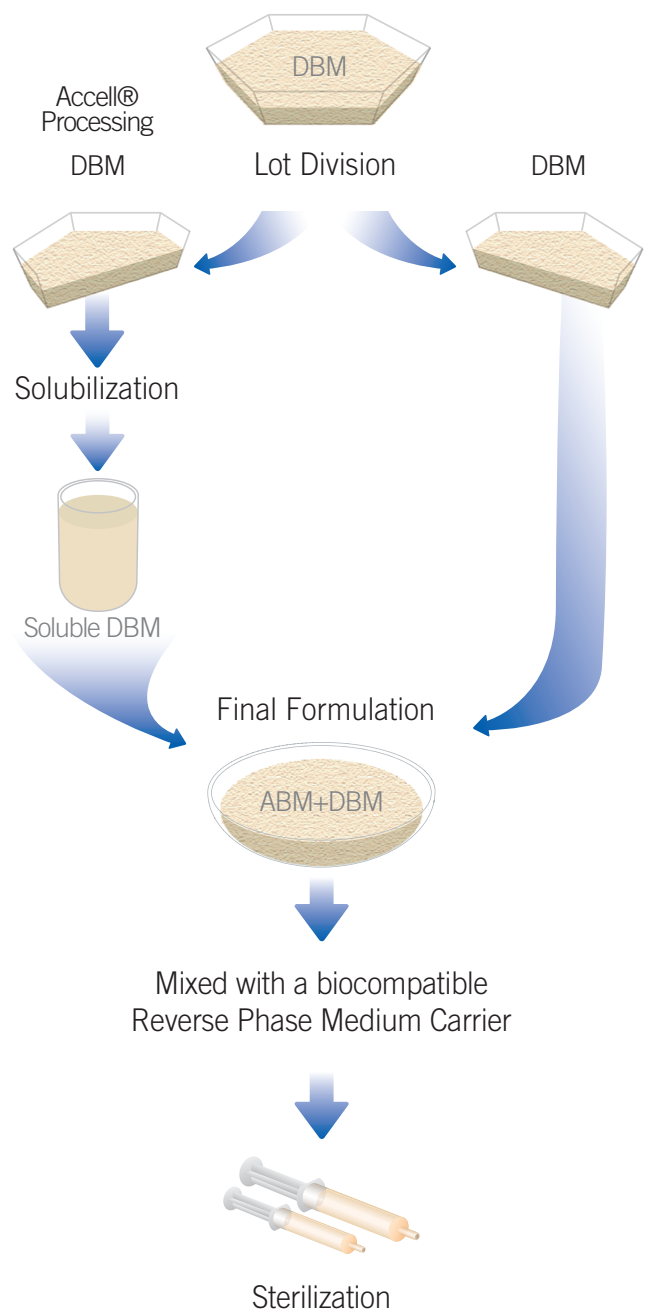 DBM
Accell®
Processing
DBM
Lot Division
DBM
Solubilization
Soluble DBM
Final Formulation
ABM+DBM
Mixed with a biocompatible
Reverse Phase Medium Carrier
Sterilization